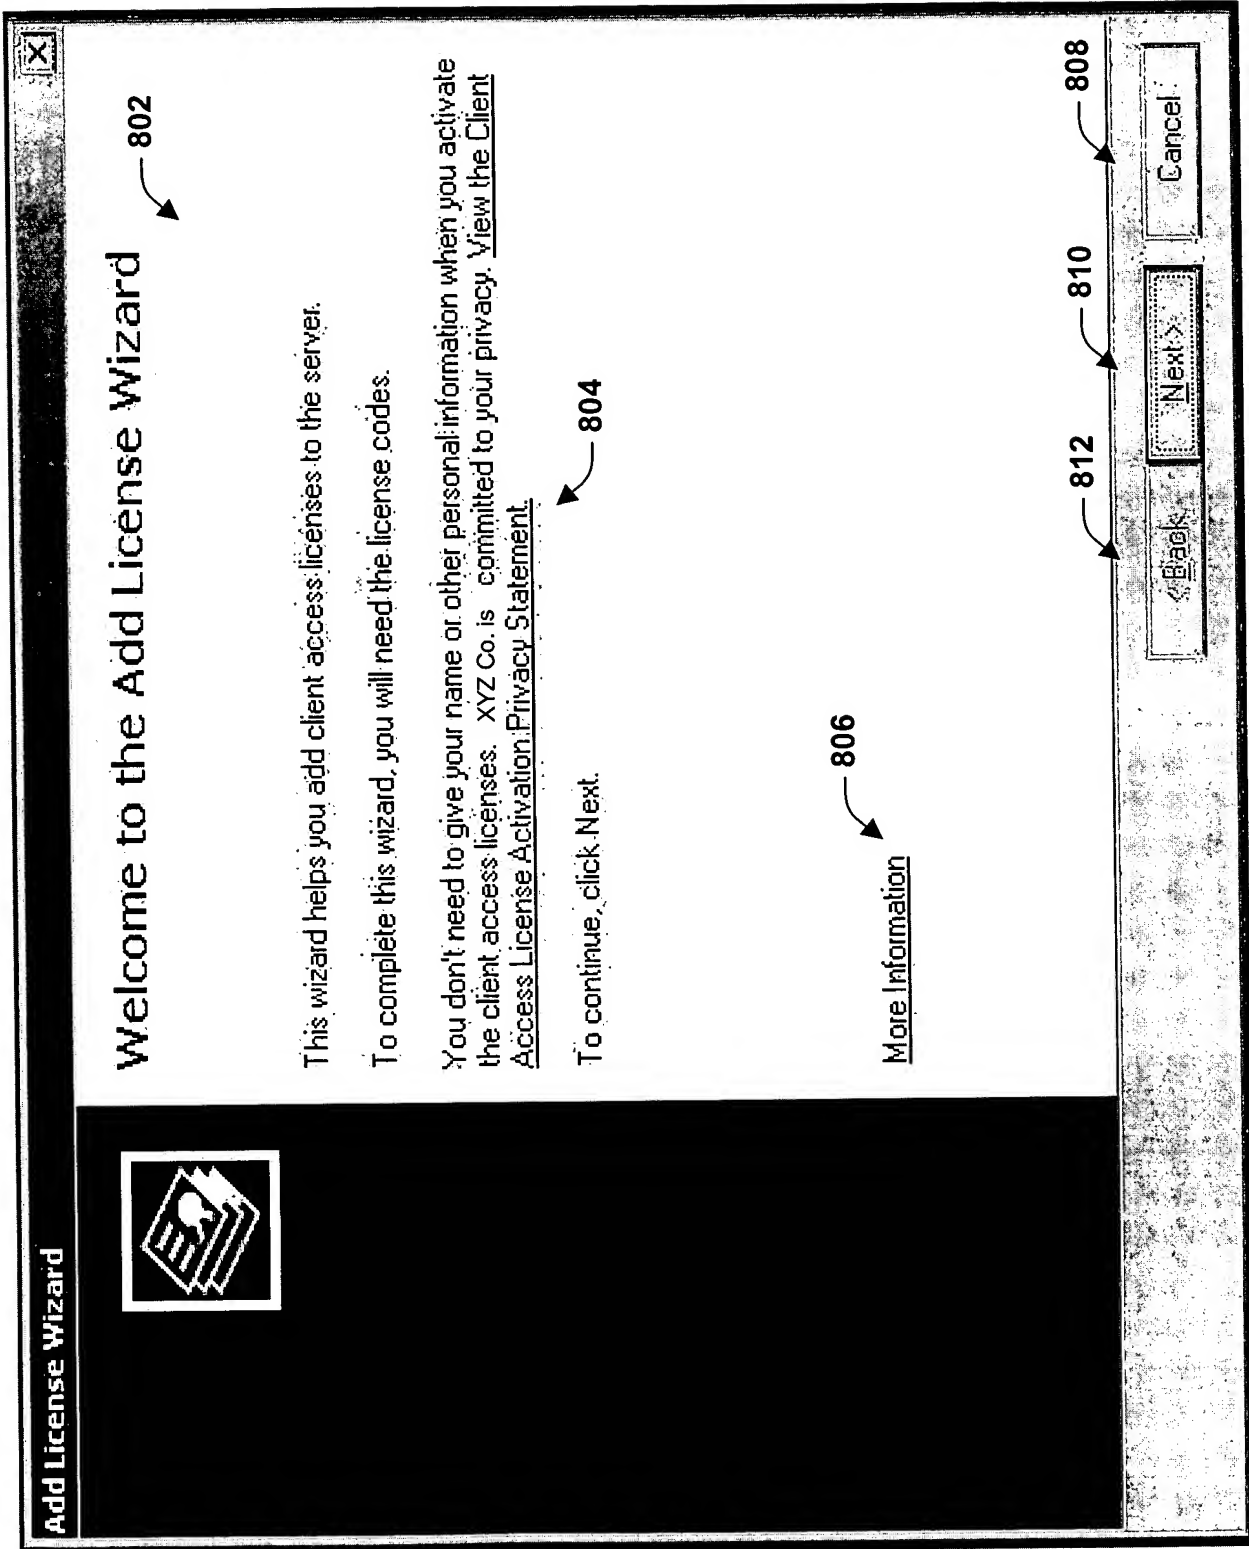 Add License Wizard
X
Welcome to the Add License Wizard
802
This wizard helps you add client access licenses to the server.
To complete this wizard, you will need the license codes.
You don't need to give your name or other personal information when you activate
the client access licenses. XYZ Co. is committed to your privacy. View the Client
Access License Activation Privacy Statement.
804
To continue, click Next.
806
More Information
812
810
808
< Back
Next >
Cancel